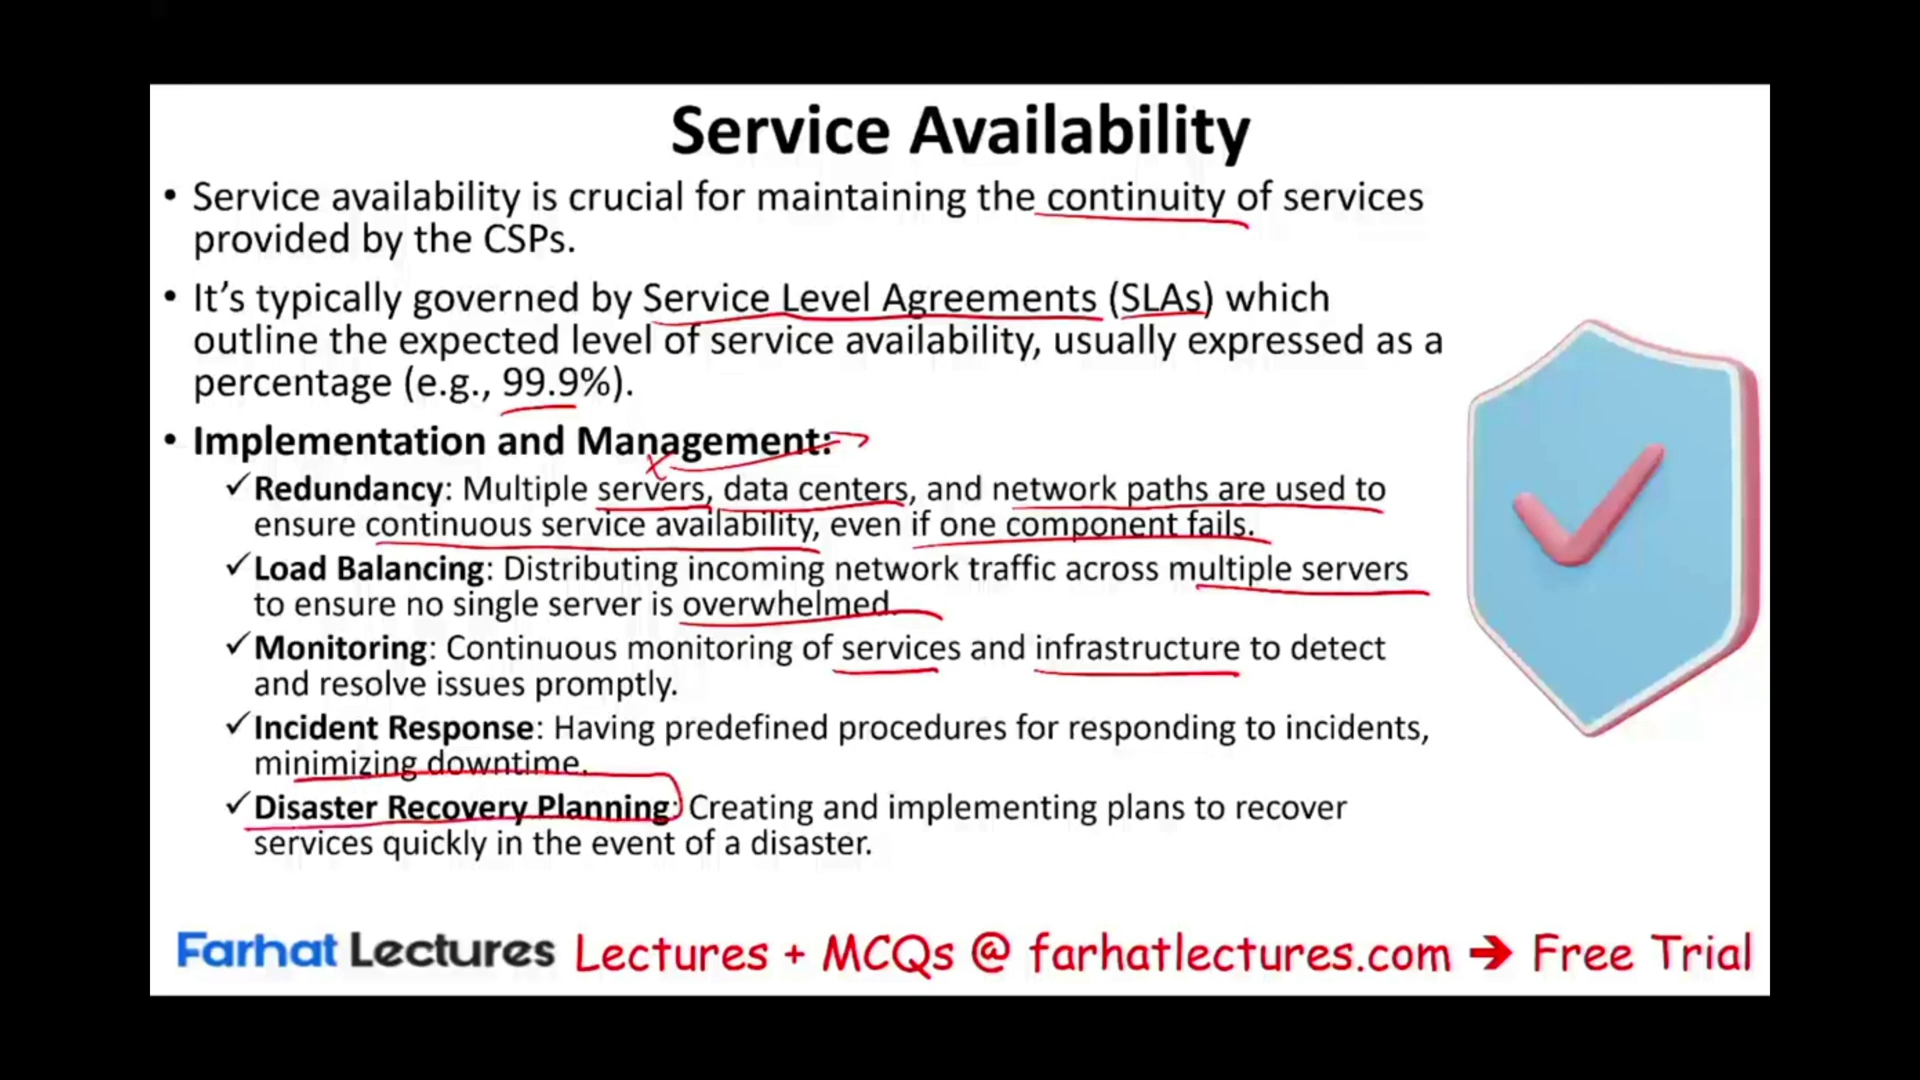 Service Availability
• Service availability is crucial for maintaining the continuity of services
provided by the CSPs.
• It’s typically governed by Service Level Agreements (SLAs) which
outline the expected level of service availability, usually expressed as a
percentage (e.g., 99.9%).
• Implementation and Management:
✓Redundancy: Multiple servers, data centers, and network paths are used to
ensure continuous service availability, even if one component fails.
✓Load Balancing: Distributing incoming network traffic across multiple servers
to ensure no single server is overwhelmed.
✓Monitoring: Continuous monitoring of services and infrastructure to detect
and resolve issues promptly.
✓Incident Response: Having predefined procedures for responding to incidents,
minimizing downtime.
✓Disaster Recovery Planning: Creating and implementing plans to recover
services quickly in the event of a disaster.
Farhat Lectures Lectures + MCQs @ farhatlectures.com ➔ Free Trial